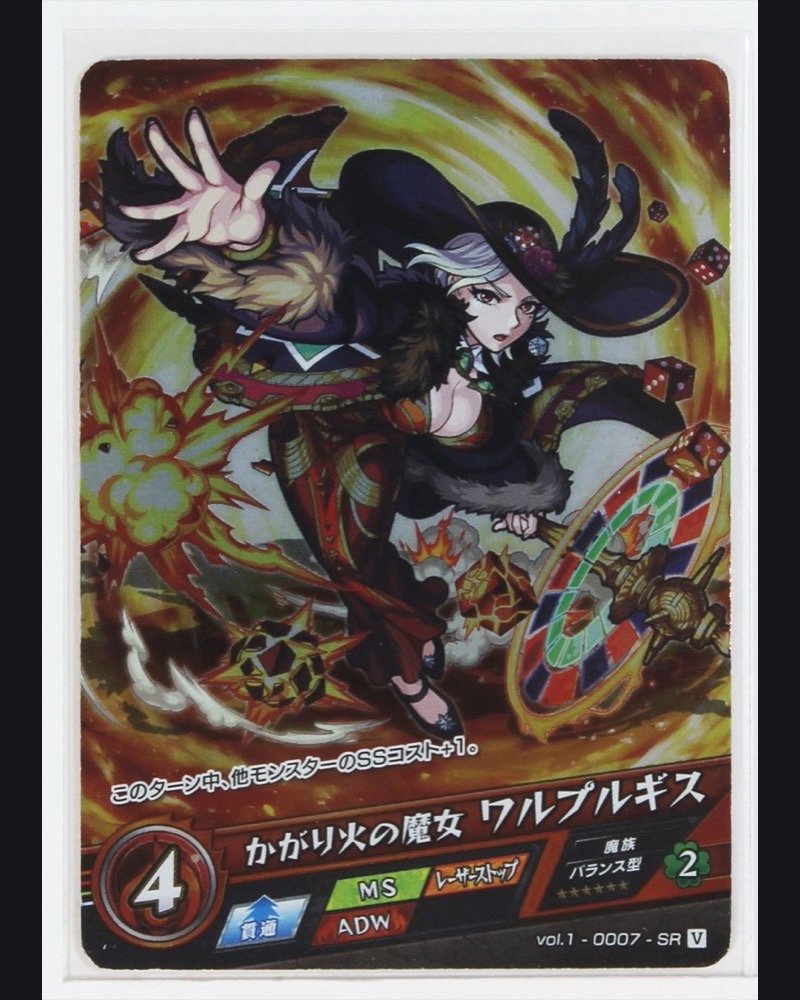 このターン中、他モンスターのSSコスト+1。
かがり火の魔女 ワルプルギス
4
貫通
MS
ADW
レーザーストップ
魔族
バランス型
★★★★★★
2
vol.1 - 0007 - SR V